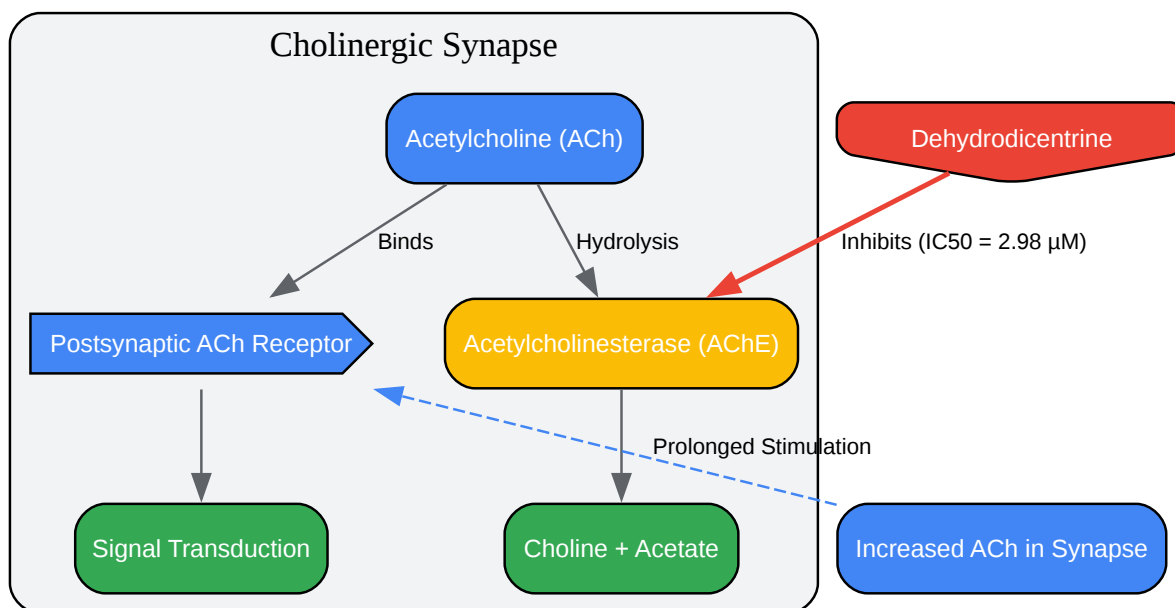 Cholinergic Synapse
Acetylcholine (ACh)
Dehydrodicentrine
Binds
Hydrolysis
Inhibits (IC50 = 2.98 µM)
Postsynaptic ACh Receptor
Acetylcholinesterase (AChE)
Prolonged Stimulation
Signal Transduction
Choline + Acetate
Increased ACh in Synapse